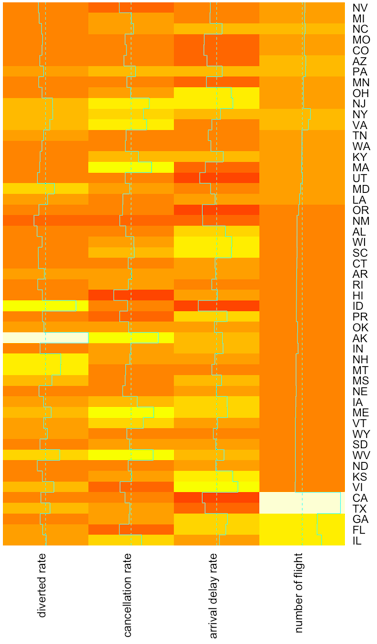 NV
MI
NC
MO
CO
AZ
PA
MN
OH
NJ
NY
VA
TN
WA
KY
MA
UT
MD
LA
OR
NM
AL
WI
SC
CT
AR
RI
HI
ID
PR
OK
AK
IN
NH
MT
MS
NE
IA
ME
VT
WY
SD
WV
ND
KS
VI
CA
TX
GA
FL
IL
diverted rate
cancellation rate
arrival delay rate
number of flight